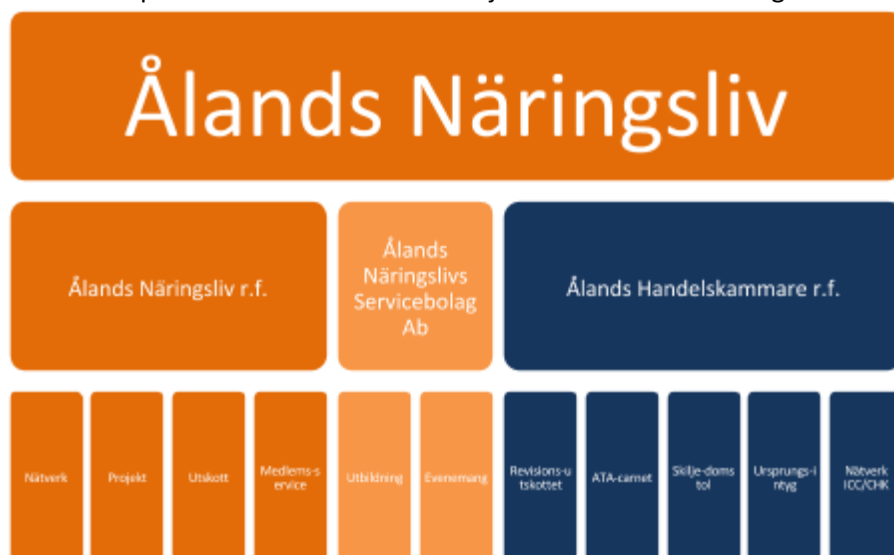 Ålands Näringsliv
Ålands Näringsliv r.f.
Ålands
Näringslivs
Servicebolag
Ab
Ålands Handelskammare r.f.
Nätverk
Projekt
Utskott
Medlems-s
ervice
Utbildning
Evenemang
Revisions-u
tskottet
ATA-carnet
Skilje-doms
tol
Ursprungs-i
ntyg
Nätverk
ICC/CHK